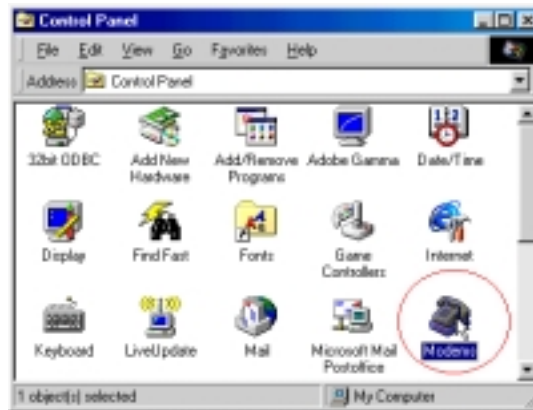 Control Panel
File Edit View Go Favorites Help
Address Control Panel
32bit ODBC Add New Hardware Add/Remove Programs Adobe Gamma Date/Time
Display Find Fast Fonts Game Controllers Internet
Keyboard LiveUpdate Mail Microsoft Mail Postoffice Modems
1 object(s) selected My Computer